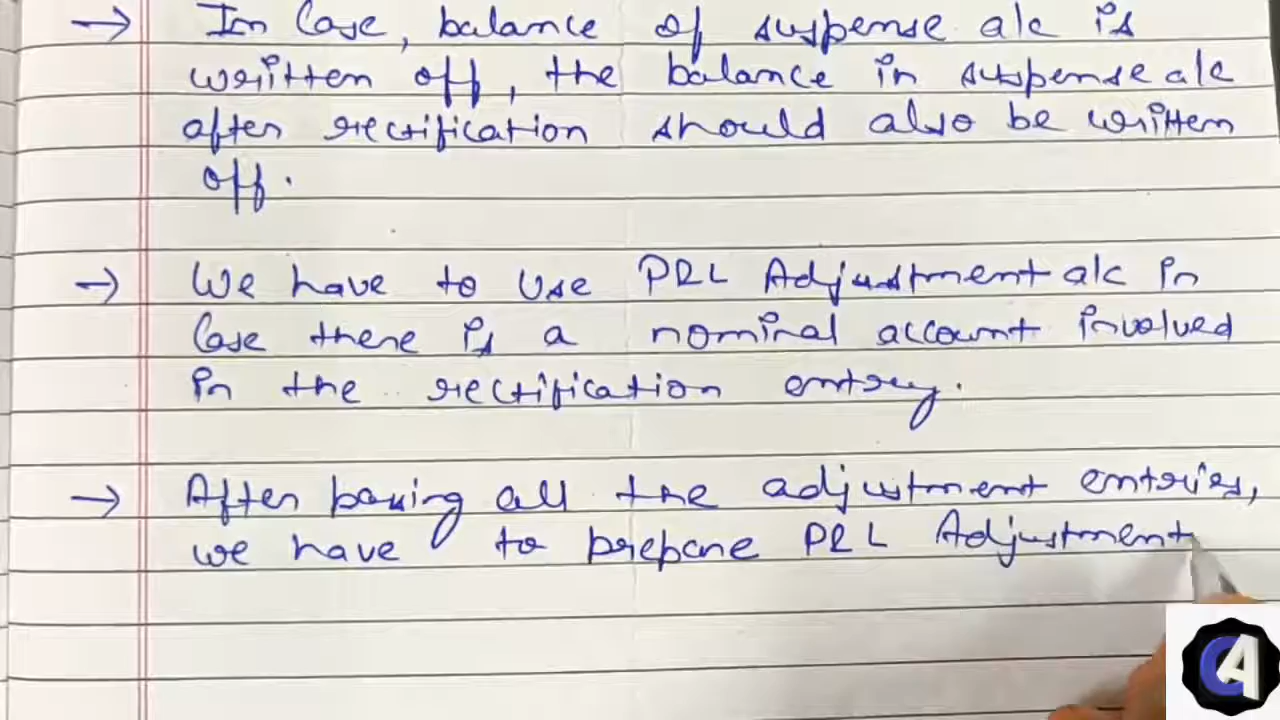 → In Case, balance of suspense a/c is
written off, the balance in suspense a/c
after rectification should also be written
off.
→ We have to use P&L Adjustment a/c in
Case there is a nominal account involved
in the rectification entry.
→ After all the adjustment entries,
we have to prepare P&L Adjustment
CA